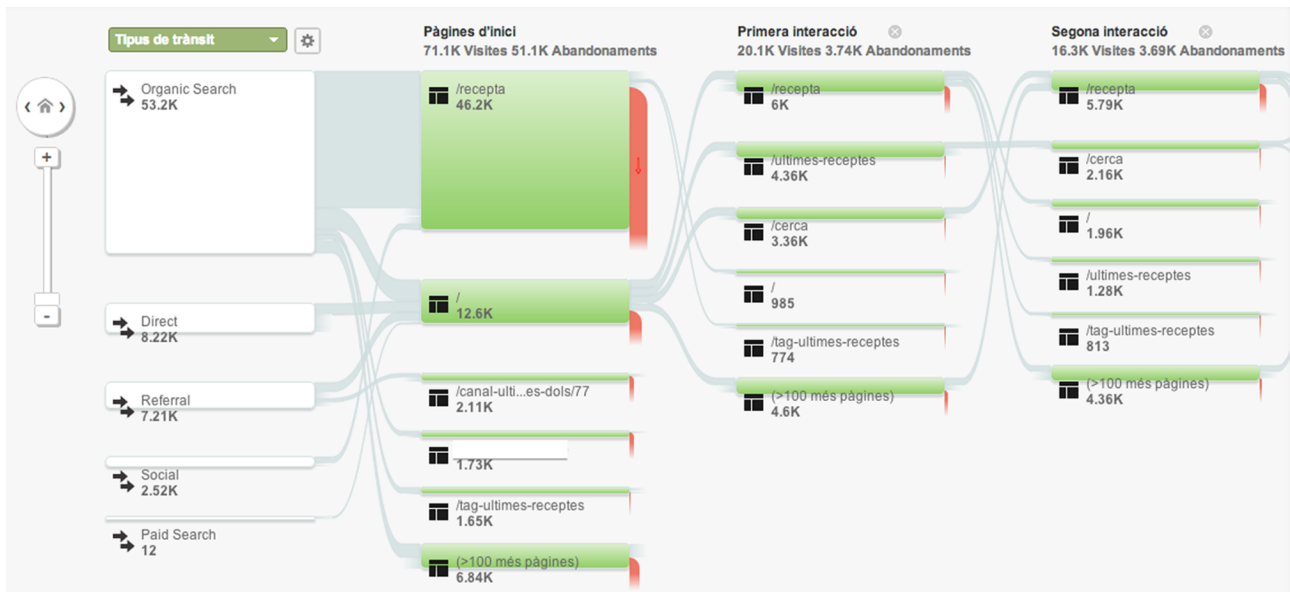 Tipus de trànsit
Organic Search
53.2K
Direct
8.22K
Referral
7.21K
Social
2.52K
Paid Search
12
+
-
Pàgines d'inici
71.1K Visites 51.1K Abandonaments
/recepta
46.2K
/
12.6K
/canal-ulti...es-dols/77
2.11K
1.73K
/tag-ultimes-receptes
1.65K
(>100 més pàgines)
6.84K
Primera interacció
20.1K Visites 3.74K Abandonaments
/recepta
6K
/ultimes-receptes
4.36K
/cerca
3.36K
/
985
/tag-ultimes-receptes
774
(>100 més pàgines)
4.6K
Segona interacció
16.3K Visites 3.69K Abandonaments
/recepta
5.79K
/cerca
2.16K
/
1.96K
/ultimes-receptes
1.28K
/tag-ultimes-receptes
813
(>100 més pàgines)
4.36K